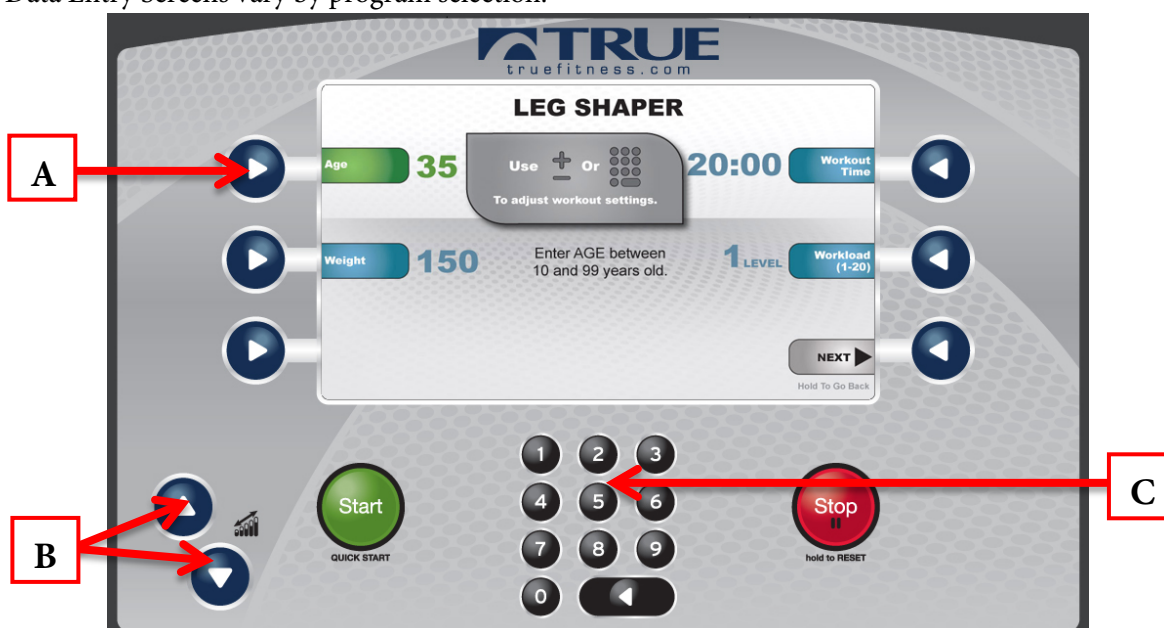 Data Entry Screens vary by program selection.
TRUE
truefitness.com
LEG SHAPER
A
Age 35
Use + Or
To adjust workout settings.
20:00 Workout
Time
Weight 150
Enter AGE between
10 and 99 years old.
1 LEVEL Workload
(1-20)
NEXT
Hold To Go Back
1 2 3
C
Start
4 5 6
Stop
QUICK START
hold to RESET
B
7 8 9
0